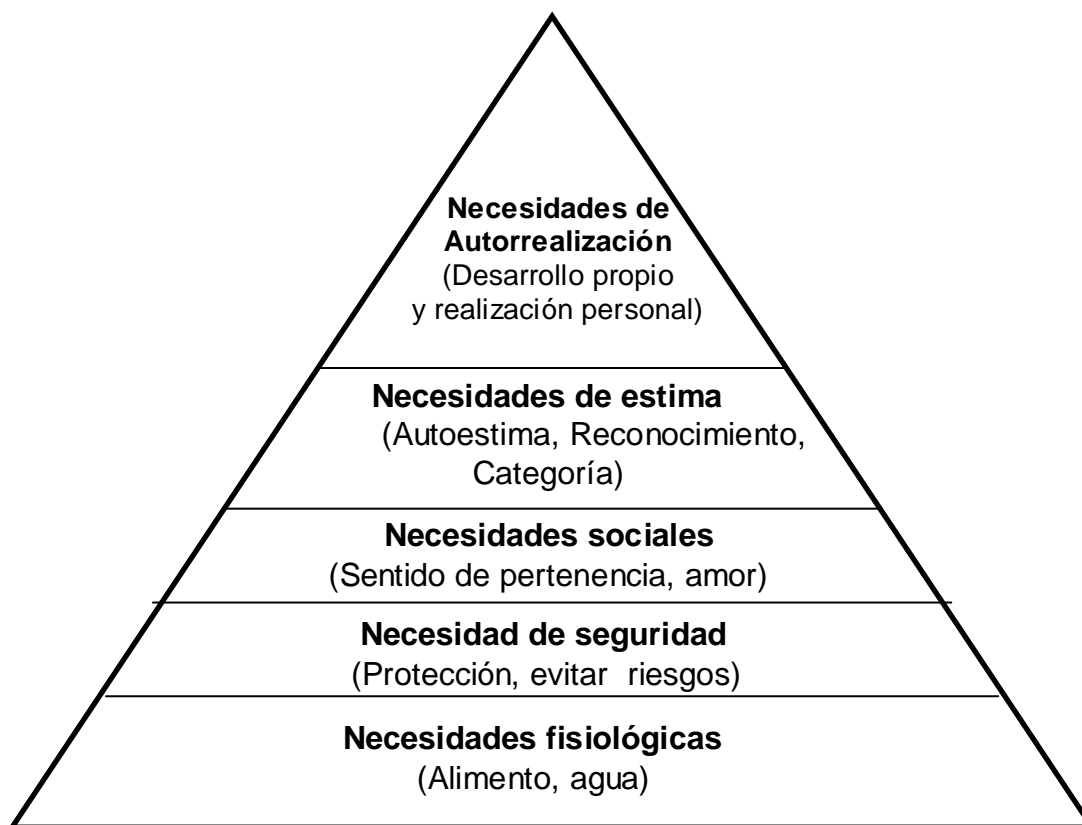 Necesidades de
Autorrealización
(Desarrollo propio
y realización personal)
Necesidades de estima
(Autoestima, Reconocimiento,
Categoría)
Necesidades sociales
(Sentido de pertenencia, amor)
Necesidad de seguridad
(Protección, evitar  riesgos)
Necesidades fisiológicas
(Alimento, agua)